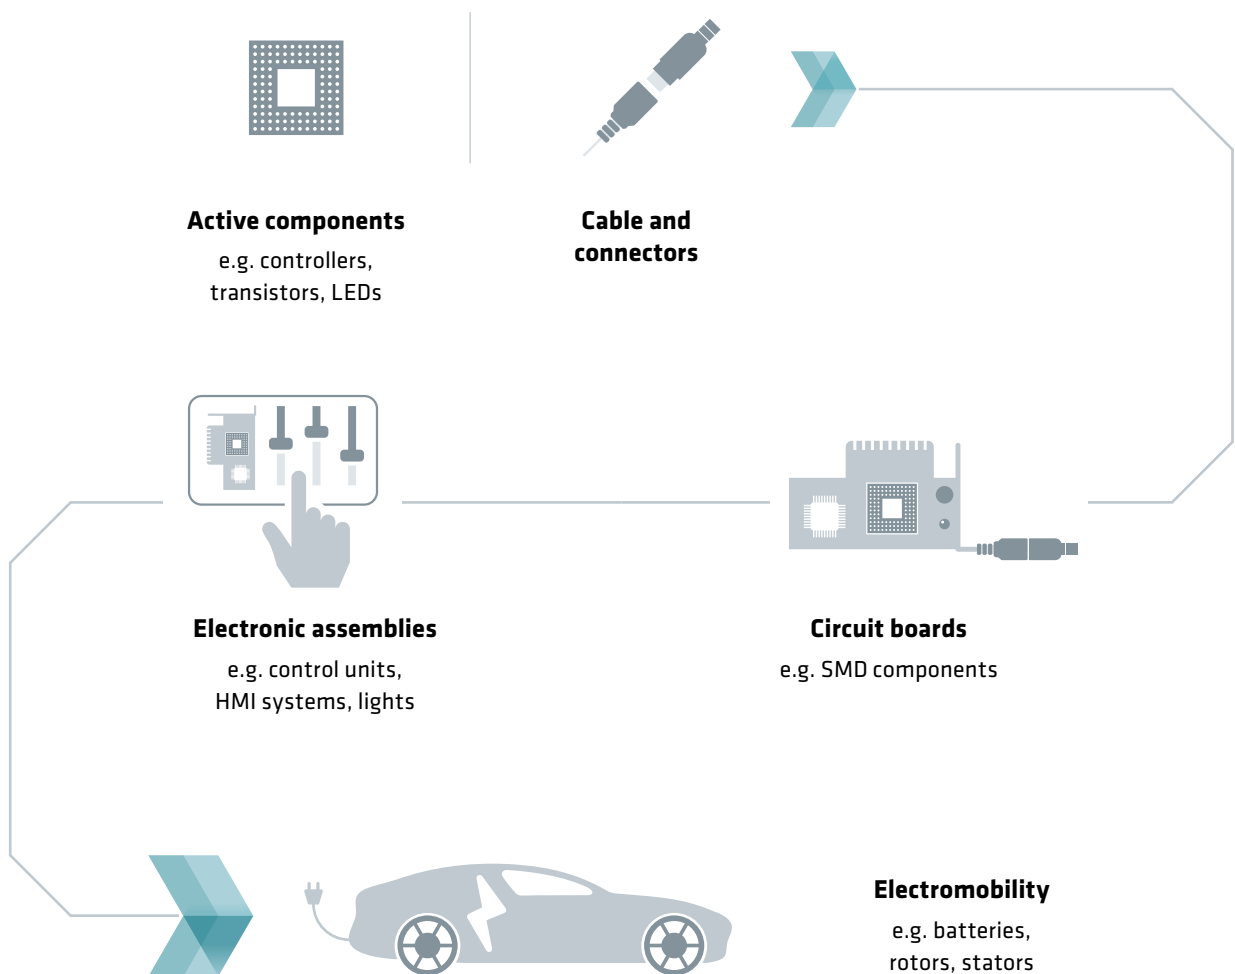 Active components
e.g. controllers,
transistors, LEDs
Cable and
connectors
Electronic assemblies
e.g. control units,
HMI systems, lights
Circuit boards
e.g. SMD components
Electromobility
e.g. batteries,
rotors, stators